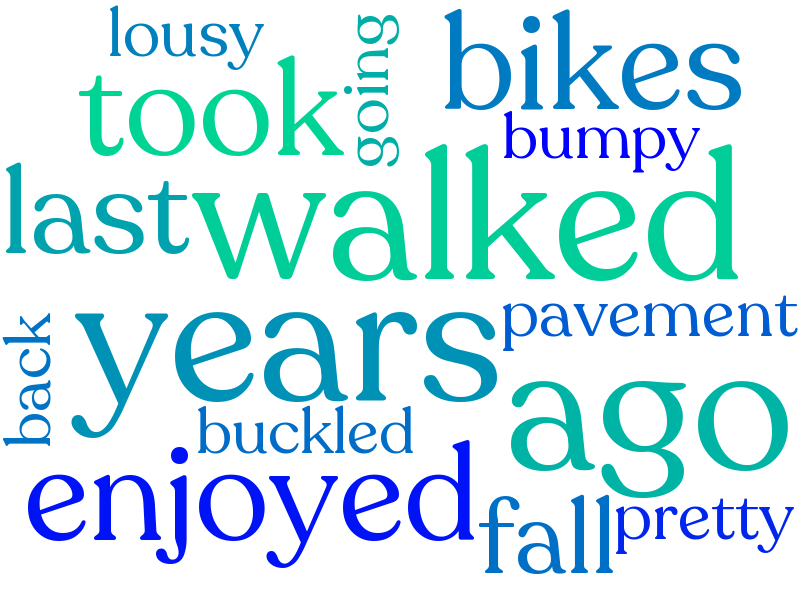 lousy
going
bikes
took
bumpy
last
walked
years
pavement
back
ago
buckled
enjoyed
fall
pretty